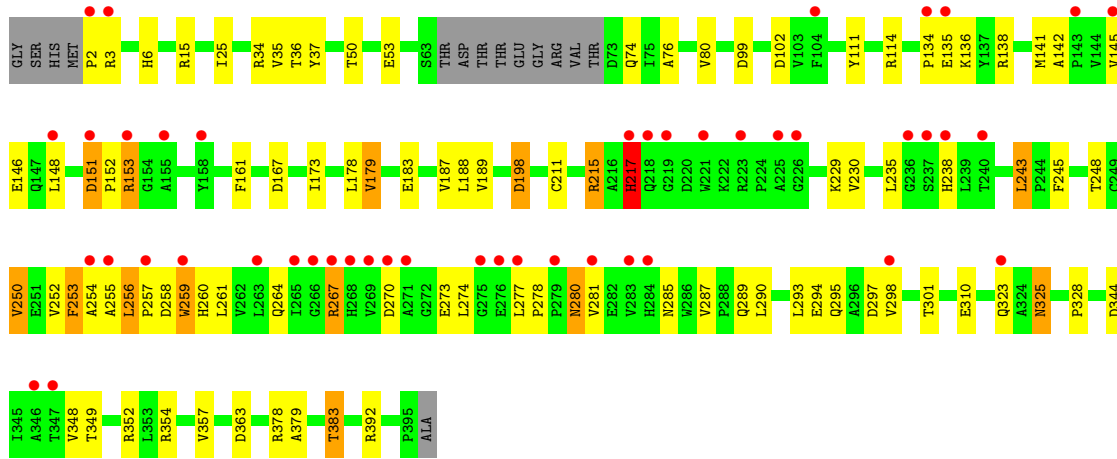 GLY SER HIS MET P2 R3 H6 R15 I25 R34 V35 T36 Y37 T50 E53 S63 THR ASP THR THR GLU GLY ARG VAL THR D73 Q74 I75 A76 V80 D99 D102 V103 F104 Y111 R114 P134 E135 K136 Y137 R138 M141 A142 P143 V144 V145
E146 Q147 L148 D151 P152 R153 G154 A155 Y158 F161 D167 I173 L178 V179 E183 V187 L188 V189 D198 C211 R215 A216 H217 Q218 G219 D220 W221 K222 R223 P224 A225 G226 K229 V230 L235 G236 S237 H238 L239 T240 L243 P244 F245 T248 C249
V250 E251 V252 F253 A254 A255 L256 P257 D258 W259 H260 L261 V262 L263 Q264 I265 G266 R267 H268 V269 D270 A271 G272 E273 L274 G275 E276 L277 P278 P279 N280 V281 E282 V283 H284 N285 W286 V287 P288 Q289 L290 L293 E294 Q295 A296 D297 V298 T301 E310 Q323 A324 N325 P328 D344
I345 A346 T347 V348 T349 R352 L353 R354 V357 D363 R378 A379 T383 R392 P395 ALA